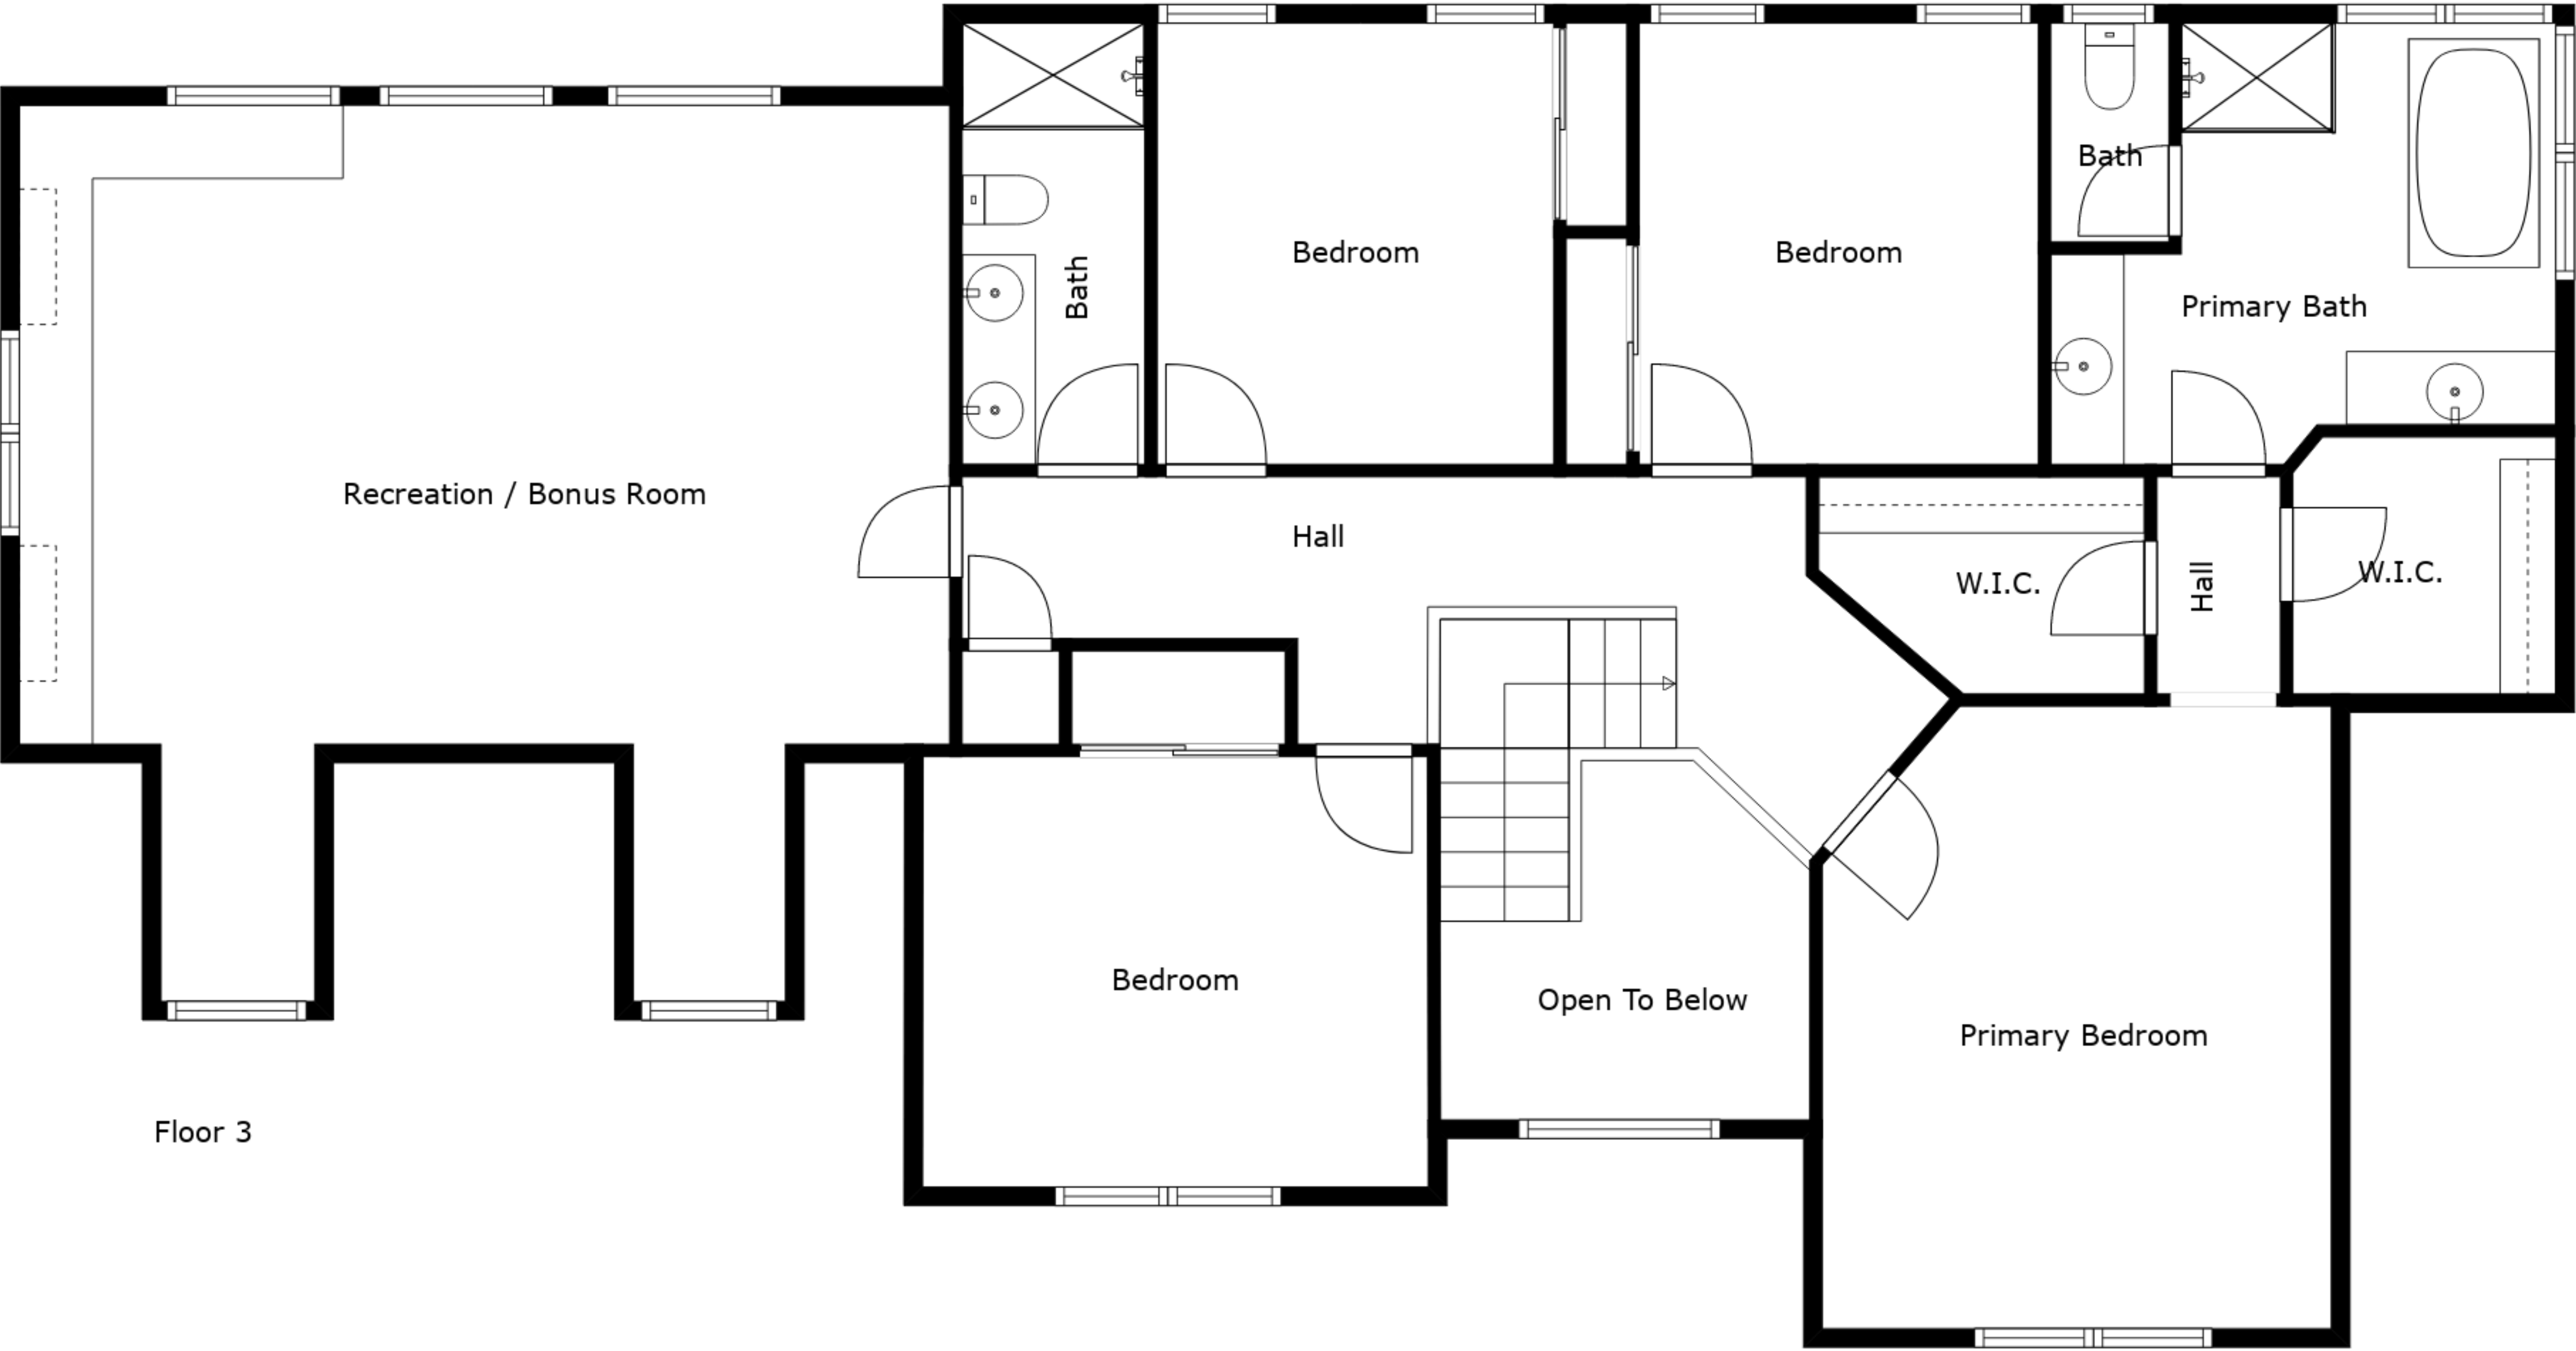 Bath
Bedroom
Bedroom
Bath
Primary Bath
Recreation / Bonus Room
Hall
W.I.C.
Hall
W.I.C.
Bedroom
Open To Below
Primary Bedroom
Floor 3